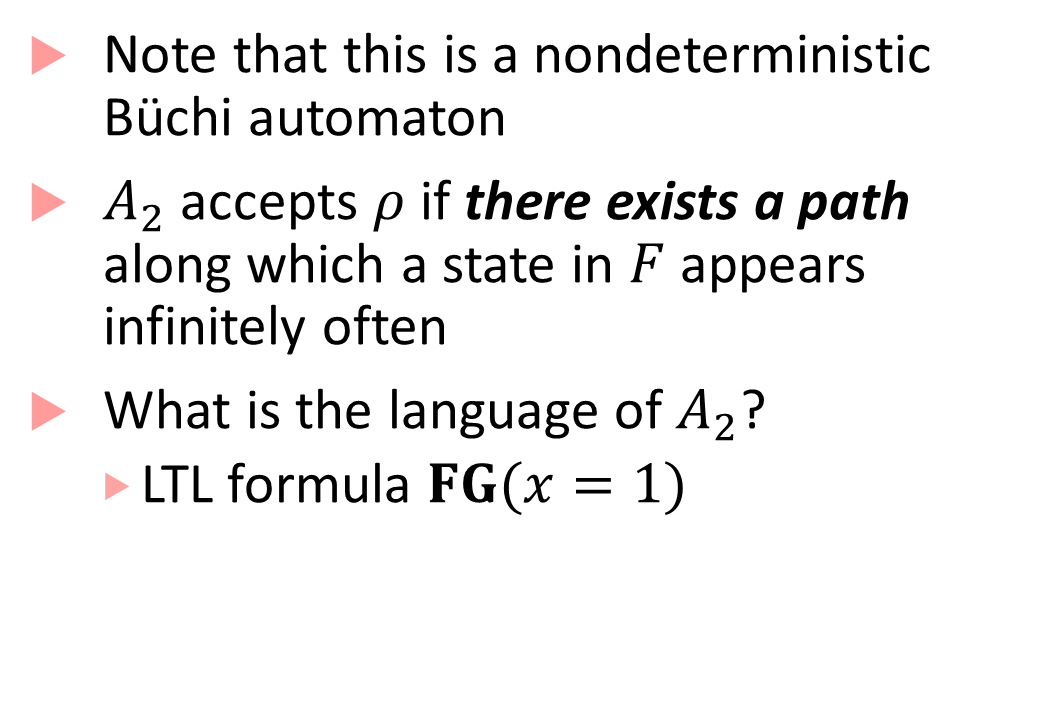 Note that this is a nondeterministic
Büchi automaton
𝐴₂ accepts 𝜌 if there exists a path
along which a state in 𝐹 appears
infinitely often
What is the language of 𝐴₂?
LTL formula 𝐅𝐆(𝑥 = 1)